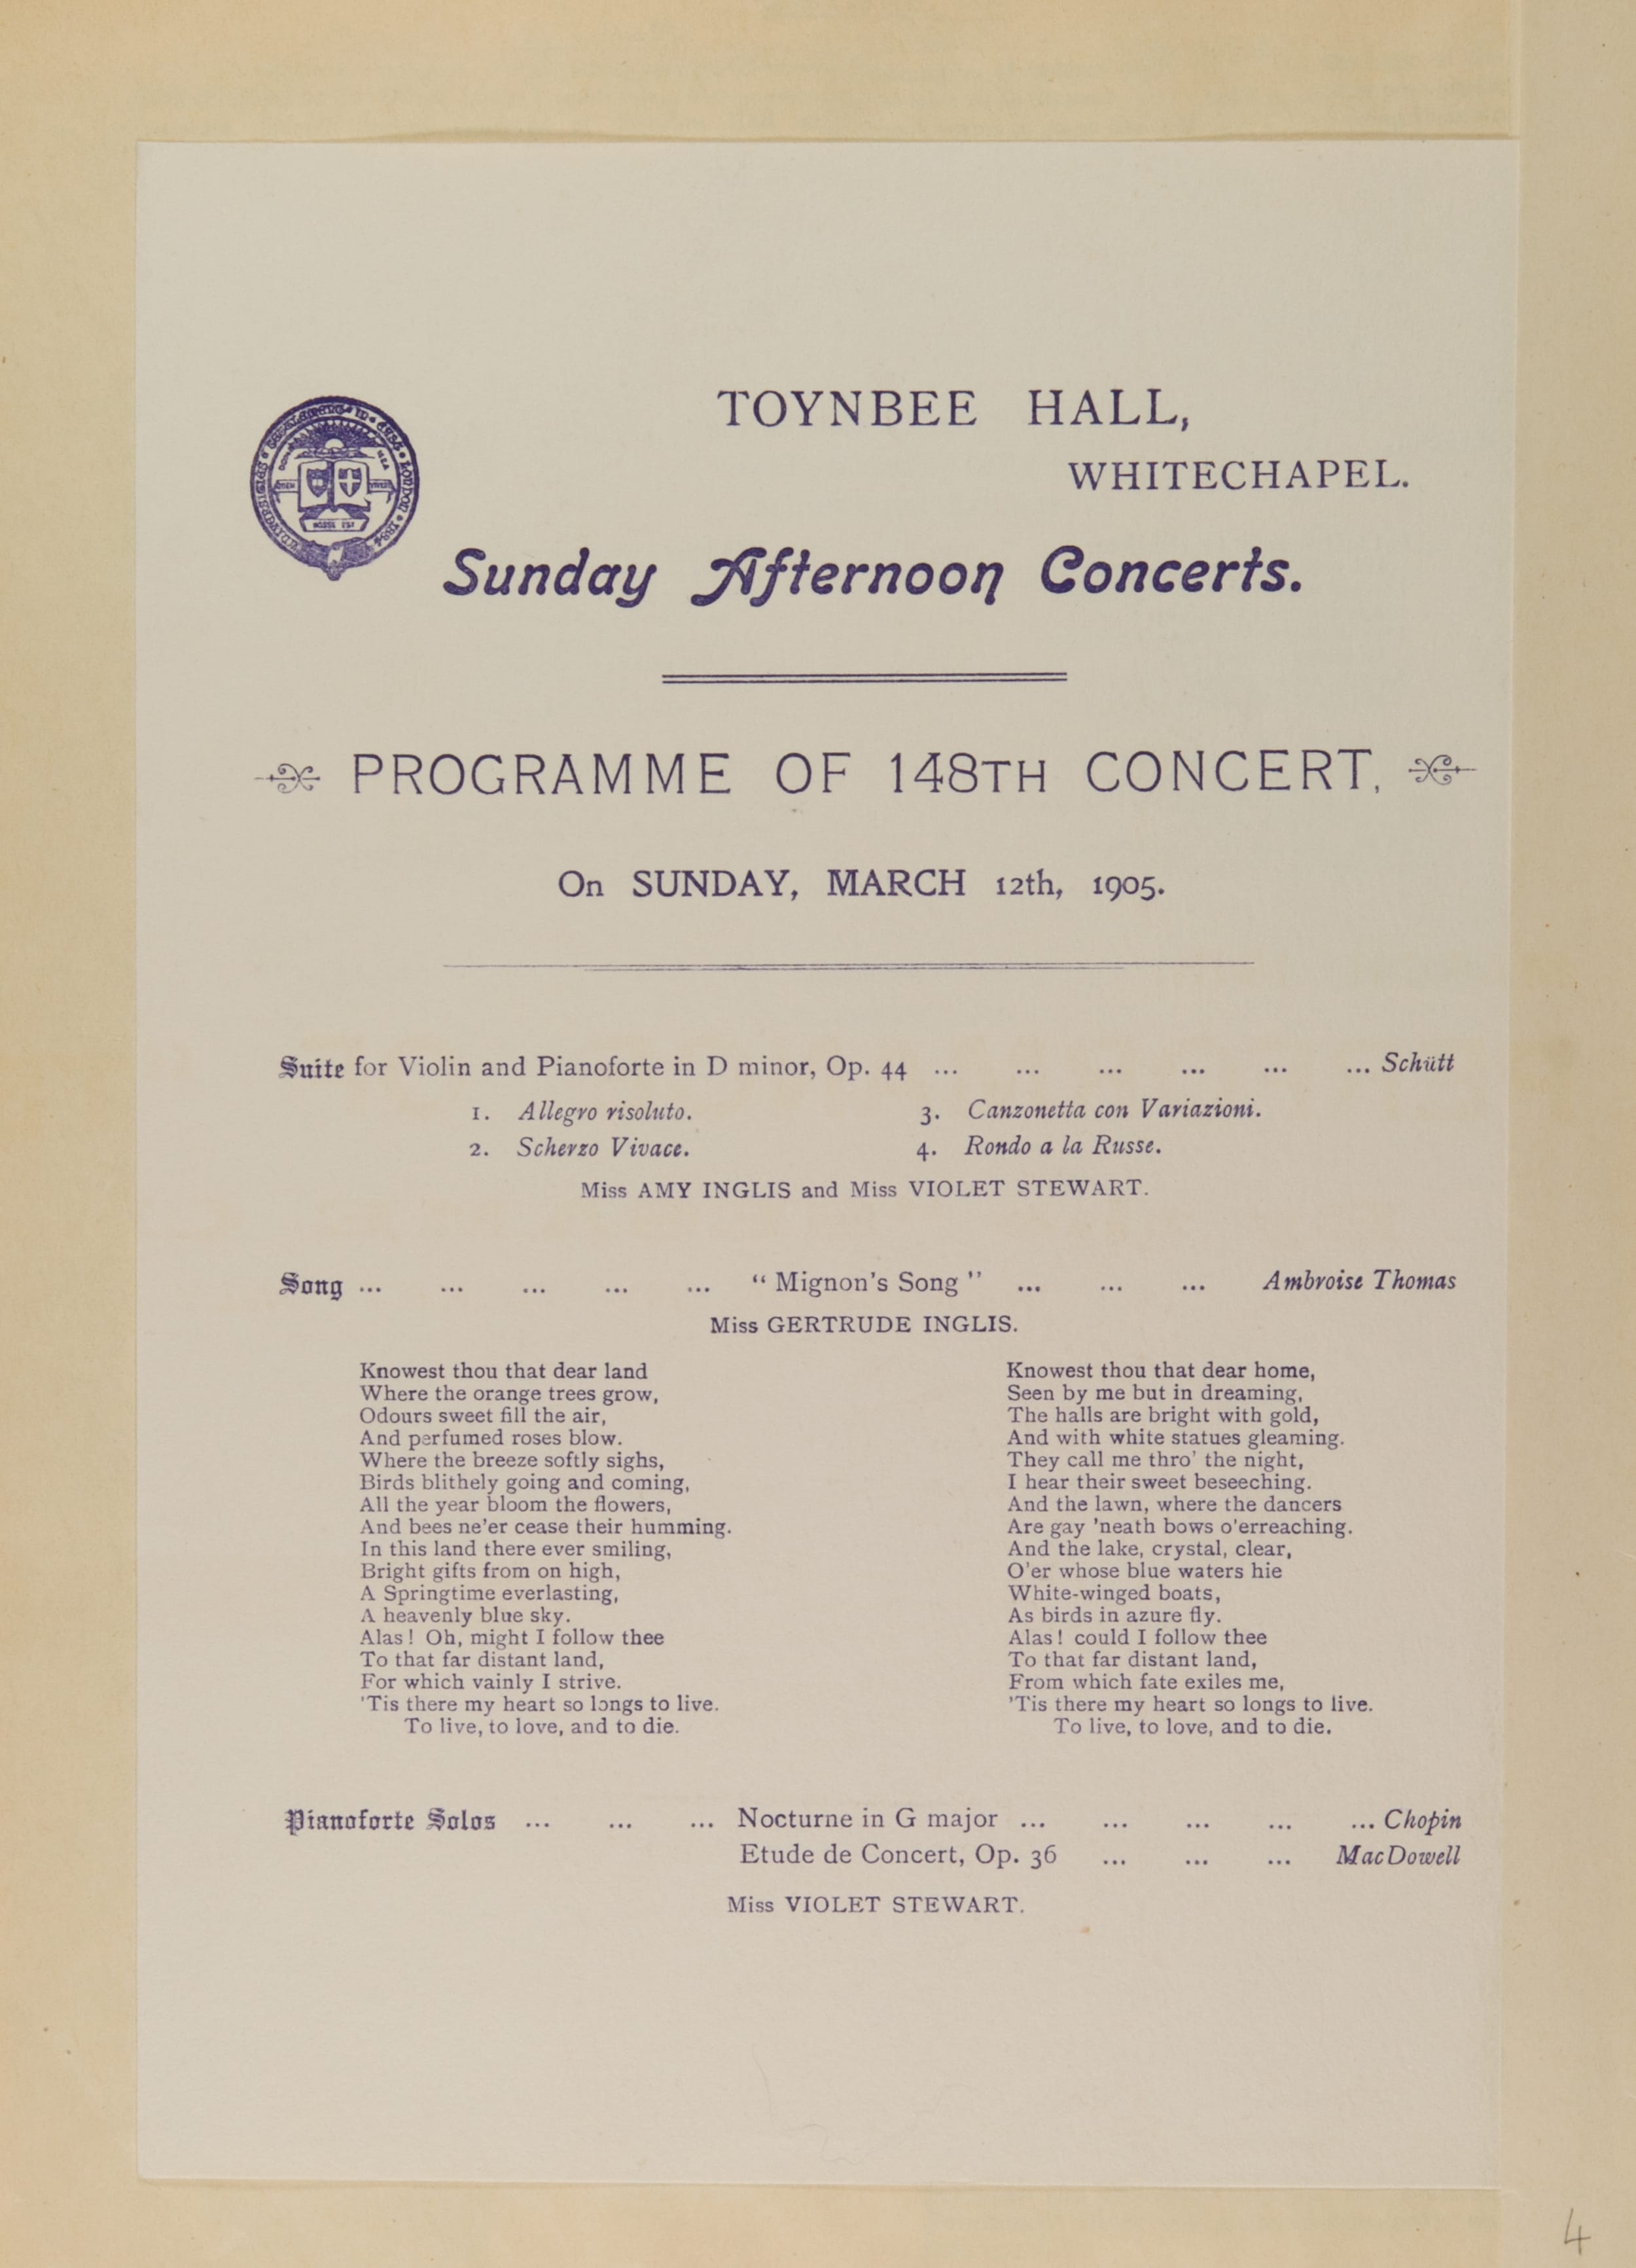 TOYNBEE HALL,
WHITECHAPEL.
Sunday Afternoon Concerts.
PROGRAMME OF 148TH CONCERT,
On SUNDAY, MARCH 12th, 1905.
Suite for Violin and Pianoforte in D minor, Op. 44 ... ... ... ... ... ... Schütt
1. Allegro risoluto. 3. Canzonetta con Variazioni.
2. Scherzo Vivace. 4. Rondo a la Russe.
Miss AMY INGLIS and Miss VIOLET STEWART.
Song ... ... ... ... ... “ Mignon's Song ” ... ... ... Ambroise Thomas
Miss GERTRUDE INGLIS.
Knowest thou that dear land
Where the orange trees grow,
Odours sweet fill the air,
And perfumed roses blow.
Where the breeze softly sighs,
Birds blithely going and coming,
All the year bloom the flowers,
And bees ne'er cease their humming.
In this land there ever smiling,
Bright gifts from on high,
A Springtime everlasting,
A heavenly blue sky.
Alas! Oh, might I follow thee
To that far distant land,
For which vainly I strive.
'Tis there my heart so longs to live.
To live, to love, and to die.
Knowest thou that dear home,
Seen by me but in dreaming,
The halls are bright with gold,
And with white statues gleaming.
They call me thro' the night,
I hear their sweet beseeching.
And the lawn, where the dancers
Are gay 'neath bows o'erreaching.
And the lake, crystal, clear,
O'er whose blue waters hie
White-winged boats,
As birds in azure fly.
Alas! could I follow thee
To that far distant land,
From which fate exiles me,
'Tis there my heart so longs to live.
To live, to love, and to die.
Pianoforte Solos ... ... ... Nocturne in G major ... ... ... ... ... Chopin
Etude de Concert, Op. 36 ... ... ... MacDowell
Miss VIOLET STEWART.
4